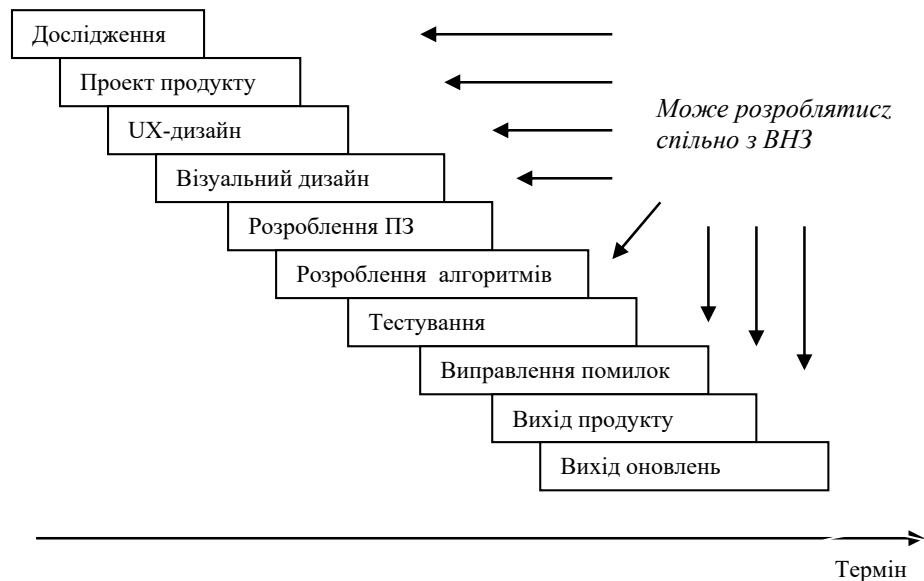 Дослідження
Проект продукту
UX-дизайн
Може розроблятисz
спільно з ВНЗ
Візуальний дизайн
Розроблення ПЗ
Розроблення алгоритмів
Тестування
Виправлення помилок
Вихід продукту
Вихід оновлень
Термін